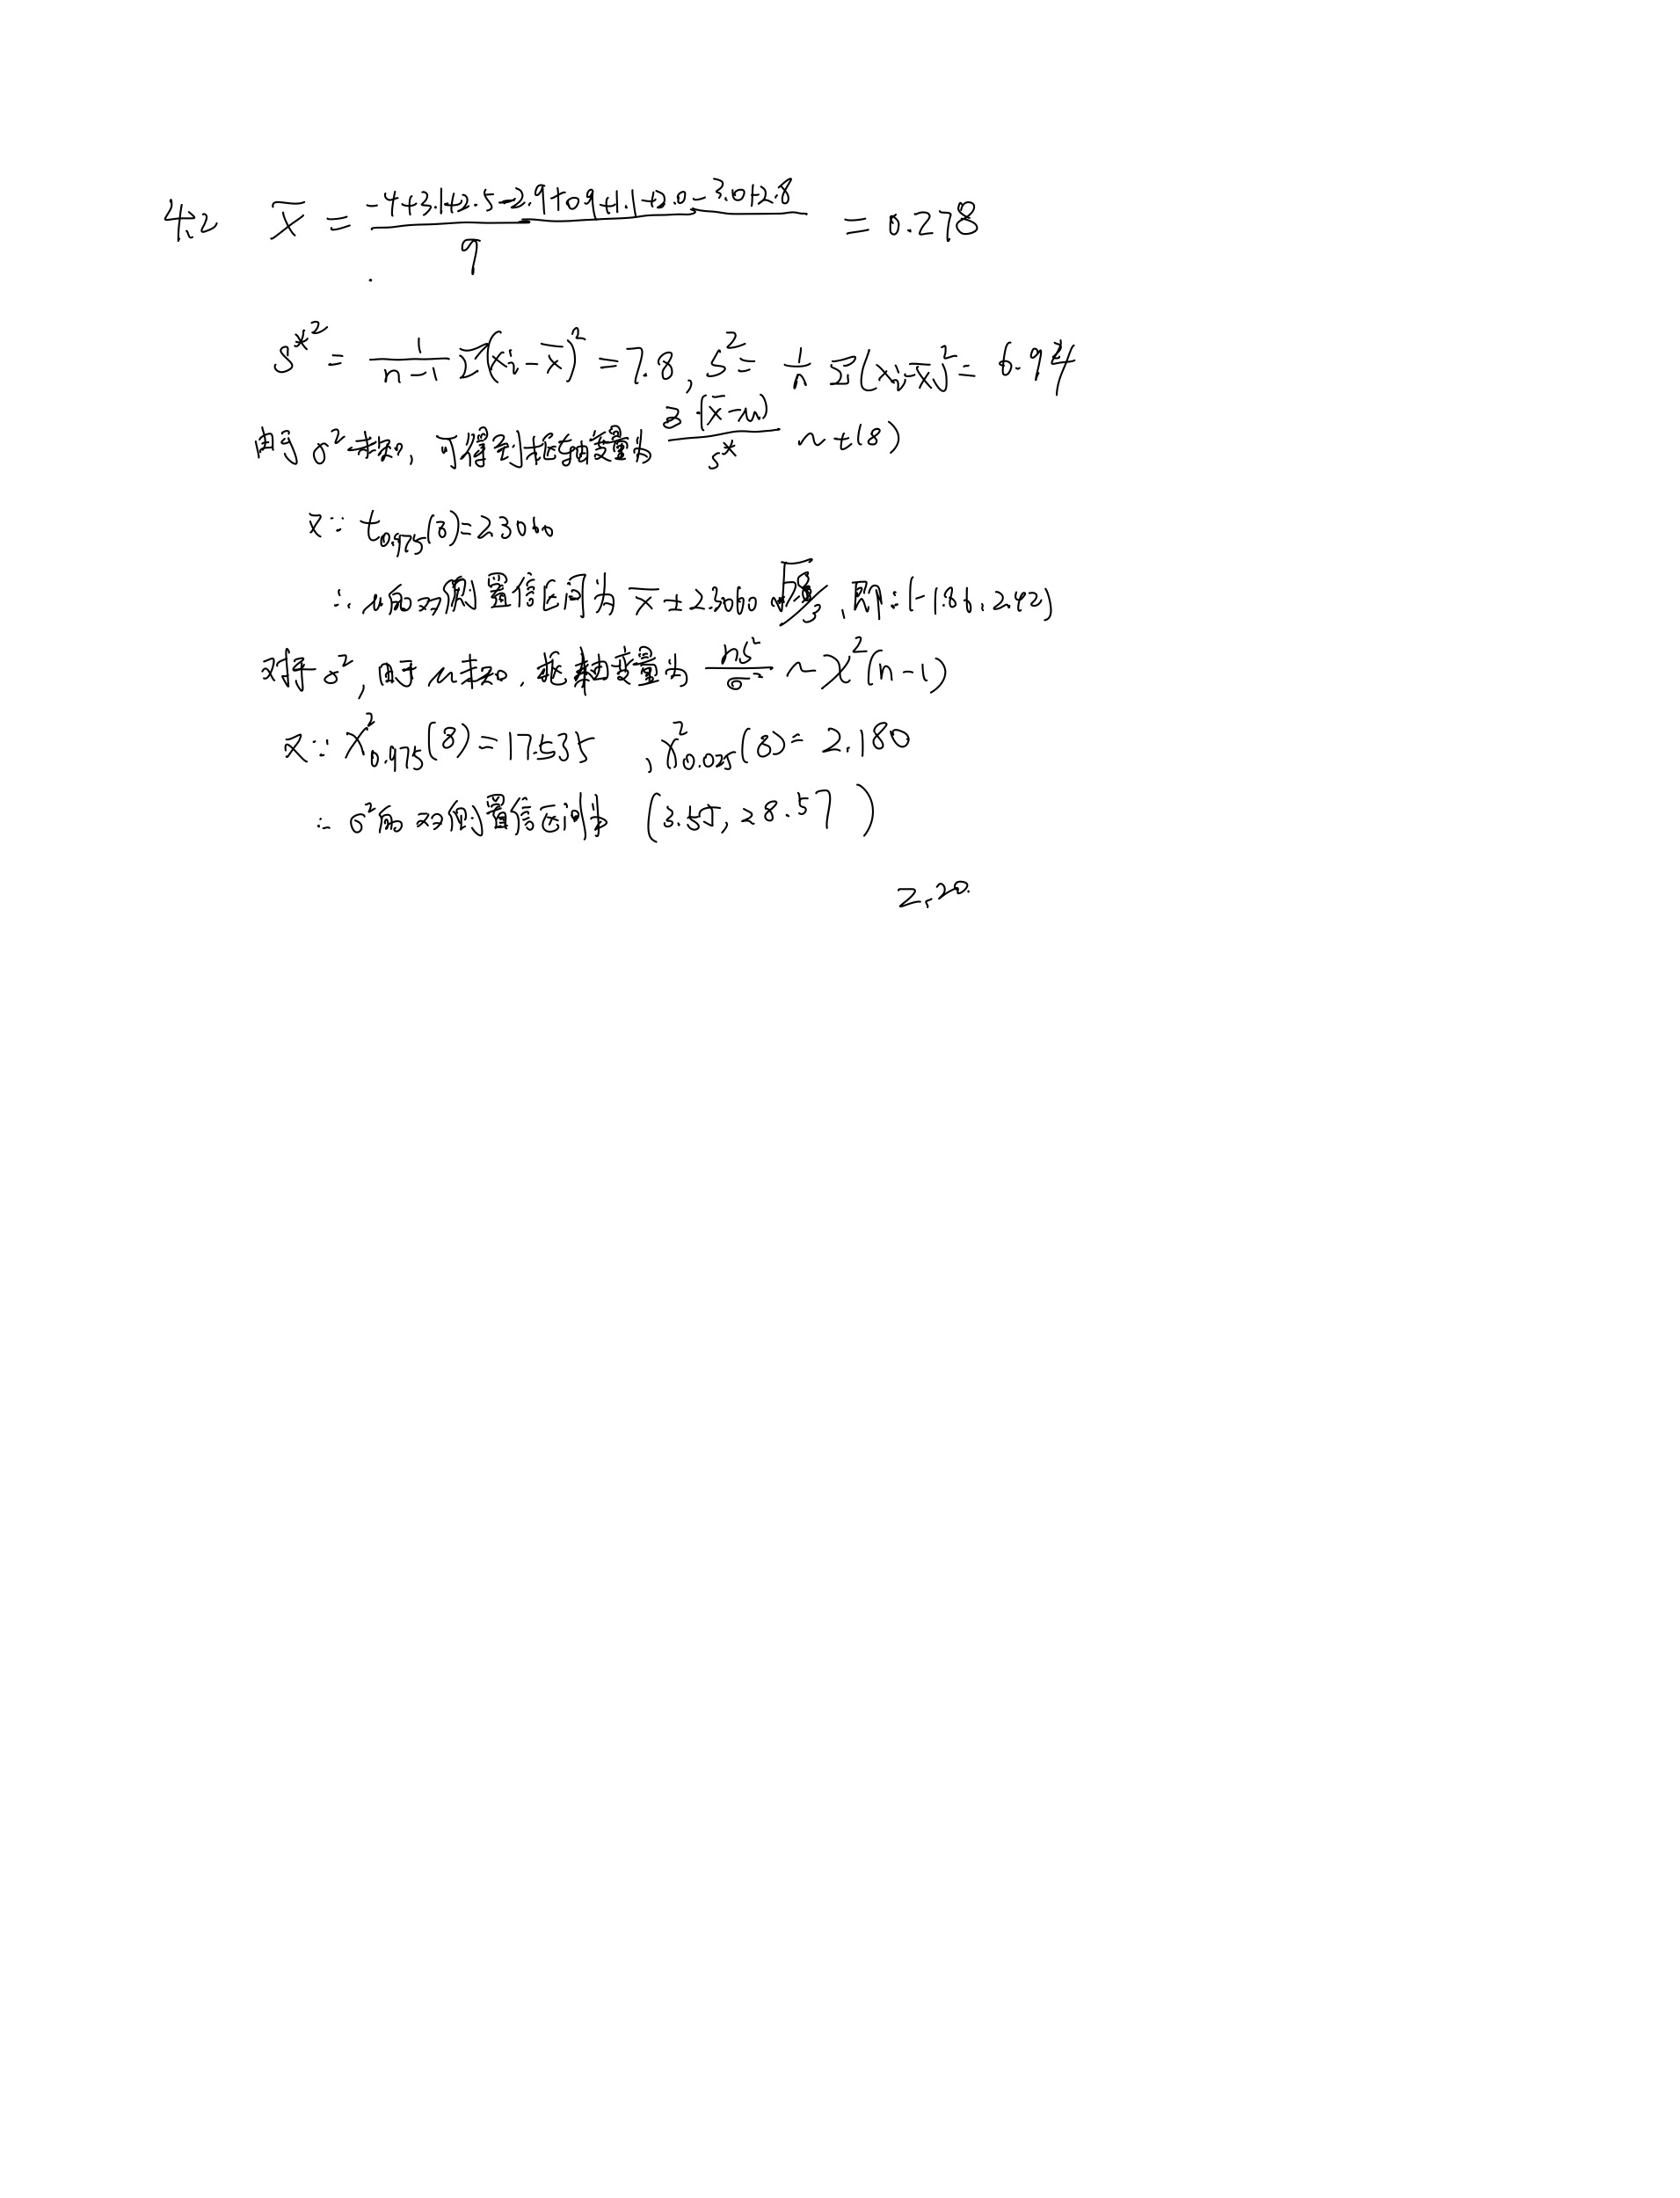 4.2 x̄ = (-4+3.1+2.5-2.9+0.9+1.1+2.0-3.0+2.8)/9 = 0.278
S*² = 1/(n-1) Σ(xi-x̄)² = 7.8, S² = 1/n Σ(xi-x̄)² = 6.94
由于σ²未知, 可得到枢轴变量为 3·(x̄-μ)/S* ~ t(8)
又∵ t0.975(8)=2.3060
∴ μ的双侧置信区间为 x̄ ± 2.3060 √7.8/3, 即:(-1.86, 2.42)
对于σ², 由于μ未知, 枢轴变量为 nS²/σ² ~ χ²(n-1)
又∵ χ²0.975(8)=17.535, χ²0.025(8)=2.180
∴ σ²的双侧置信区间为 (3.55, 28.57)
2.20.